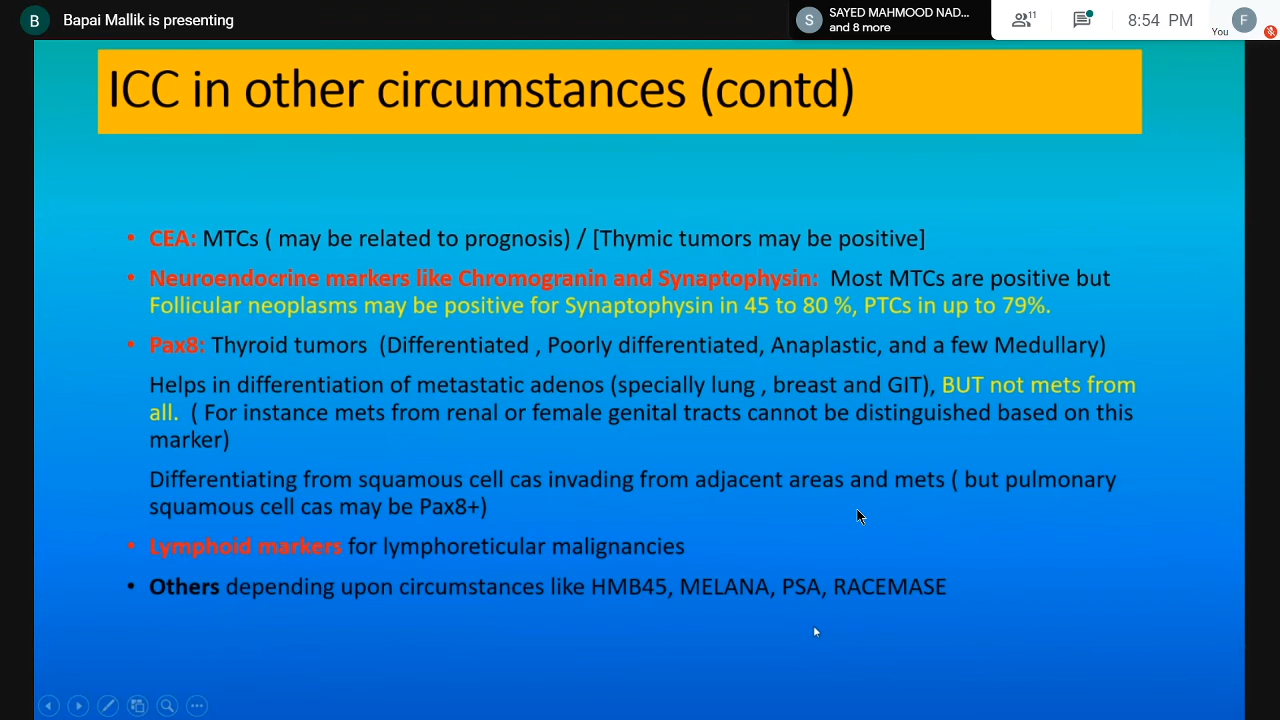 B Bapai Mallik is presenting
S SAYED MAHMOOD NAD...
and 8 more
11
8:54 PM
You
F
ICC in other circumstances (contd)
• CEA: MTCs ( may be related to prognosis) / [Thymic tumors may be positive]
• Neuroendocrine markers like Chromogranin and Synaptophysin: Most MTCs are positive but
Follicular neoplasms may be positive for Synaptophysin in 45 to 80 %, PTCs in up to 79%.
• Pax8: Thyroid tumors (Differentiated , Poorly differentiated, Anaplastic, and a few Medullary)
Helps in differentiation of metastatic adenos (specially lung , breast and GIT), BUT not mets from
all. ( For instance mets from renal or female genital tracts cannot be distinguished based on this
marker)
Differentiating from squamous cell cas invading from adjacent areas and mets ( but pulmonary
squamous cell cas may be Pax8+)
• Lymphoid markers for lymphoreticular malignancies
• Others depending upon circumstances like HMB45, MELANA, PSA, RACEMASE